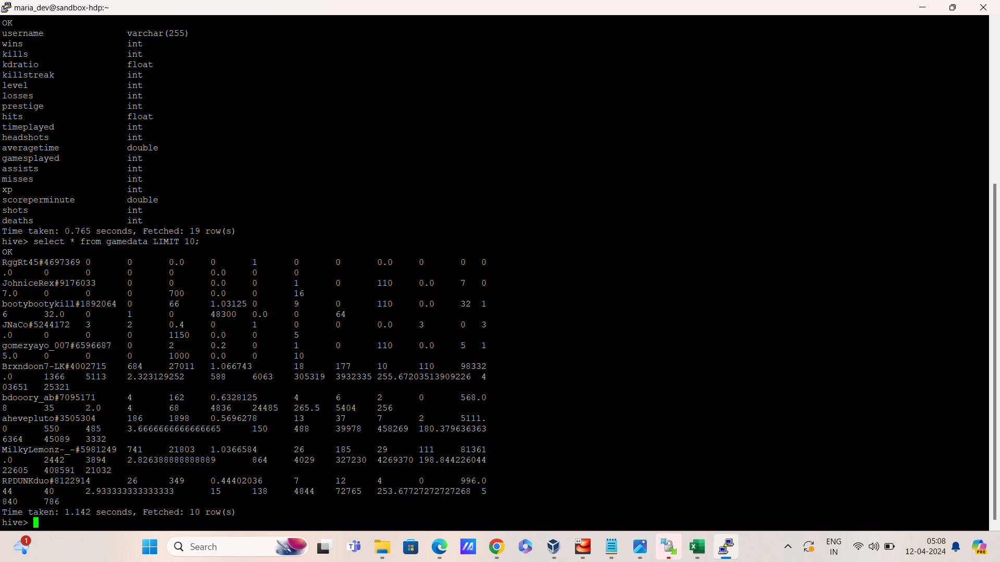 maria_dev@sandbox-hdp:~
OK
username varchar(255)
wins int
kills int
kdratio float
killstreak int
level int
losses int
prestige int
hits float
timeplayed int
headshots int
averagetime double
gamesplayed int
assists int
misses int
xp int
scoreperminute double
shots int
deaths int
Time taken: 0.765 seconds, Fetched: 19 row(s)
hive> select * from gamedata LIMIT 10;
OK
RggRt45#4697369 0 0 0.0 0 1 0 0 0.0 0 0 0
.0 0 0 0 0 0.0 0 0
JohniceRex#9176033 0 0 0.0 0 1 0 110 0.0 7 0
7.0 0 0 0 700 0.0 0 16
bootybootykill#1892064 0 66 1.03125 0 9 0 110 0.0 32 1
6 32.0 0 1 0 48300 0.0 0 64
JNaCo#5244172 3 2 0.4 0 1 0 0 0.0 3 0 3
.0 0 0 0 1150 0.0 0 5
gomezyayo_007#6596687 0 2 0.2 0 1 0 110 0.0 5 1
5.0 0 0 0 1000 0.0 0 10
Brxndoon7-LK#4002715 684 27011 1.066743 18 177 10 110 98332
.0 1366 5113 2.323129252 588 6063 305319 3932335 255.67203513909226 4
03651 25321
bdooory_ab#7095171 4 162 0.6328125 4 6 2 0 568.0
8 35 2.0 4 68 4836 24485 265.5 5404 256
ahevepluto#3505304 186 1898 0.5696278 13 37 7 2 5111.
0 550 485 3.6666666666666665 150 488 39978 458269 180.379636363
6364 45089 3332
MilkyLemonz-_-#5981249 741 21803 1.0366584 26 185 29 111 81361
.0 2442 3894 2.826388888888889 864 4029 327230 4269370 198.844226044
22605 408591 21032
RPDUNKduo#8122914 26 349 0.44402036 7 12 4 0 996.0
44 40 2.933333333333333 15 138 4844 72765 253.67727272727268 5
840 786
Time taken: 1.142 seconds, Fetched: 10 row(s)
hive>
1
Search
64
ENG
IN
05:08
12-04-2024
PRE